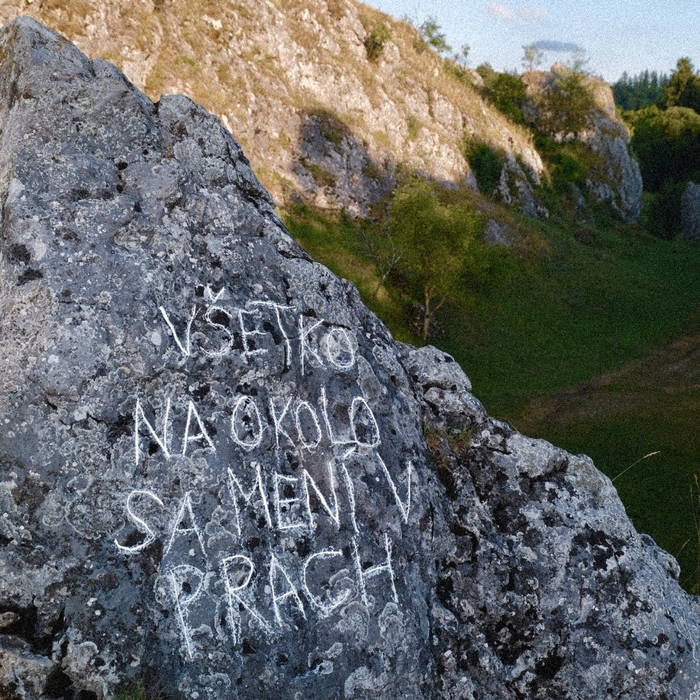 VŠETKO
NA OKOLO
SA MENÍ V
PRACH